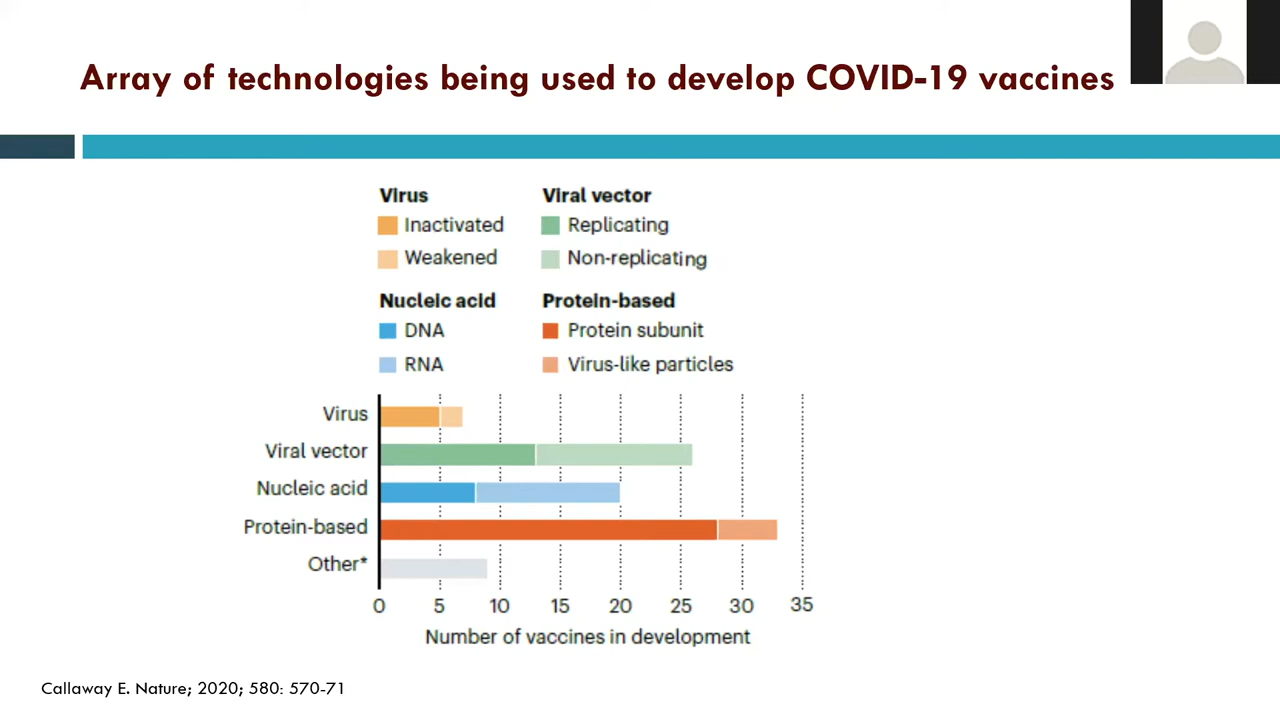 Array of technologies being used to develop COVID-19 vaccines
Virus
Inactivated
Weakened
Viral vector
Replicating
Non-replicating
Nucleic acid
DNA
RNA
Protein-based
Protein subunit
Virus-like particles
Virus
Viral vector
Nucleic acid
Protein-based
Other*
0 5 10 15 20 25 30 35
Number of vaccines in development
Callaway E. Nature; 2020; 580: 570-71